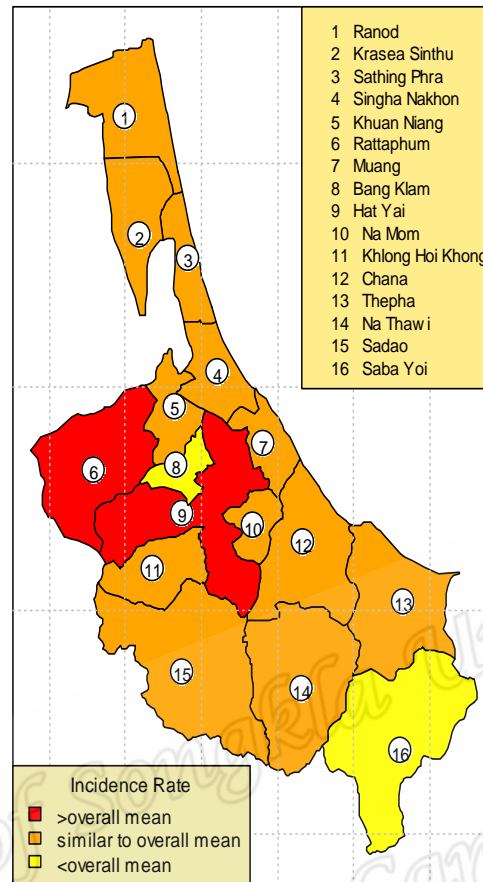 1 Ranod
2 Krasea Sinthu
3 Sathing Phra
4 Singha Nakhon
5 Khuan Niang
6 Rattaphum
7 Muang
8 Bang Klam
9 Hat Yai
10 Na Mom
11 Khlong Hoi Khong
12 Chana
13 Thepha
14 Na Thawi
15 Sadao
16 Saba Yoi
1
2
3
4
5
6
7
8
9
10
11
12
13
14
15
16
Incidence Rate
>overall mean
similar to overall mean
<overall mean
of Songkla